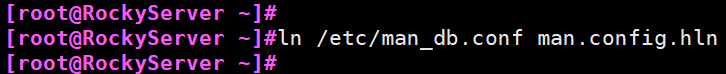 [root@RockyServer ~]#
[root@RockyServer ~]#ln /etc/man_db.conf man.config.hln
[root@RockyServer ~]#